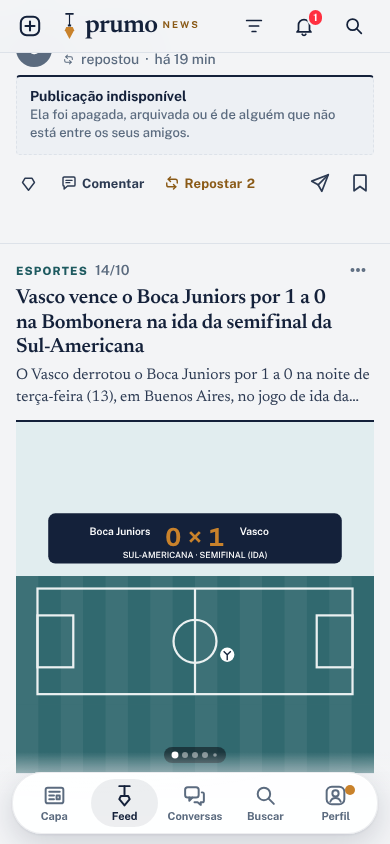 prumo NEWS
1
repostou · há 19 min
Publicação indisponível
Ela foi apagada, arquivada ou é de alguém que não
está entre os seus amigos.
Comentar
Repostar 2
ESPORTES 14/10
Vasco vence o Boca Juniors por 1 a 0
na Bombonera na ida da semifinal da
Sul-Americana
O Vasco derrotou o Boca Juniors por 1 a 0 na noite de
terça-feira (13), em Buenos Aires, no jogo de ida da…
Boca Juniors 0 × 1 Vasco
SUL-AMERICANA · SEMIFINAL (IDA)
Capa
Feed
Conversas
Buscar
Perfil